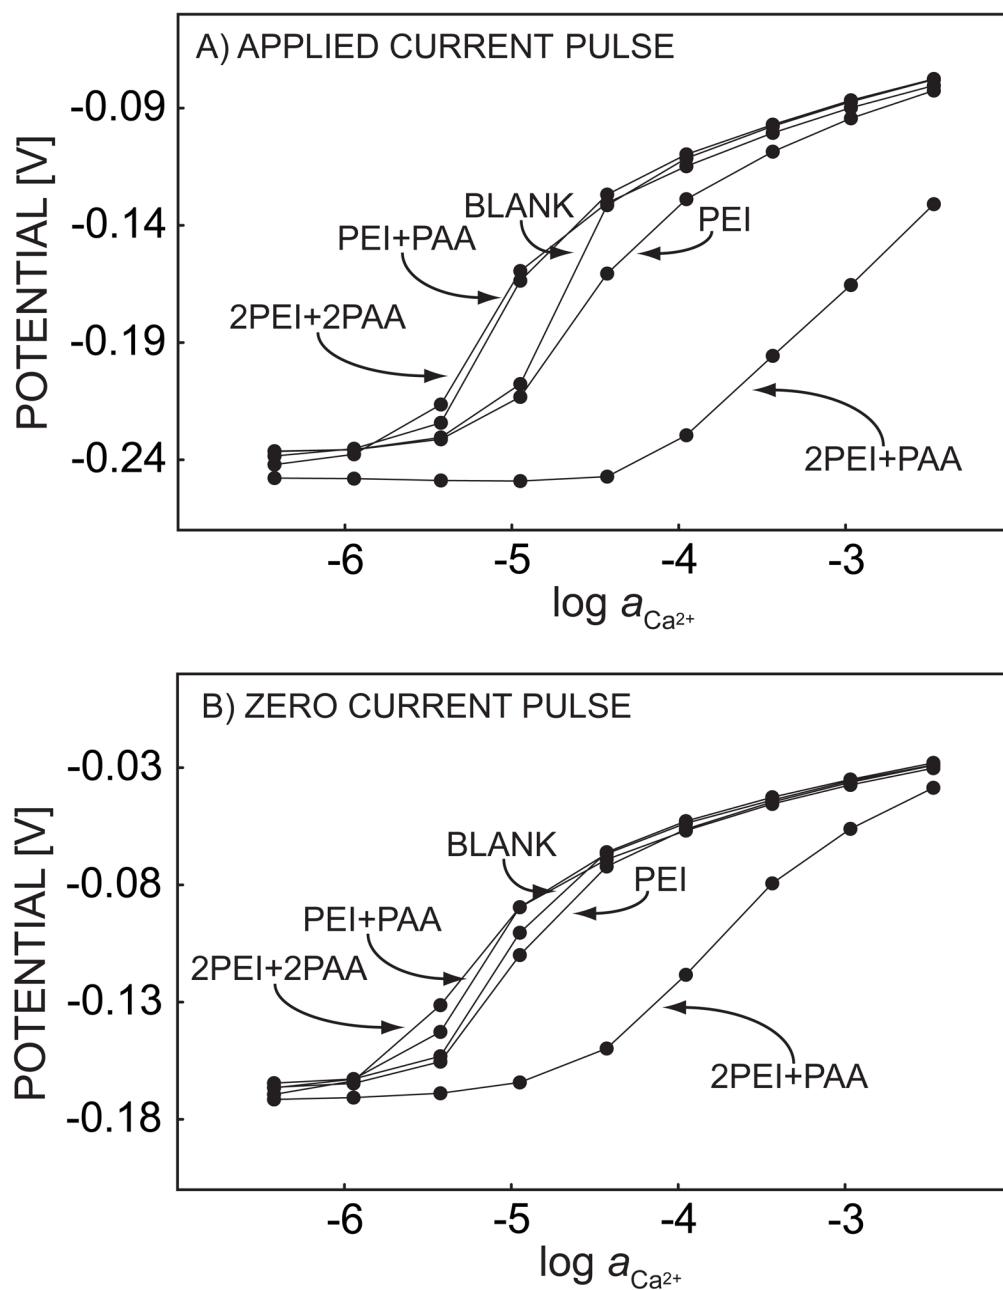 A) APPLIED CURRENT PULSE
POTENTIAL [V]
-0.09
-0.14
-0.19
-0.24
BLANK
PEI
PEI+PAA
2PEI+2PAA
2PEI+PAA
-6 -5 -4 -3
log a Ca2+
B) ZERO CURRENT PULSE
POTENTIAL [V]
-0.03
-0.08
-0.13
-0.18
BLANK
PEI
PEI+PAA
2PEI+2PAA
2PEI+PAA
-6 -5 -4 -3
log a Ca2+